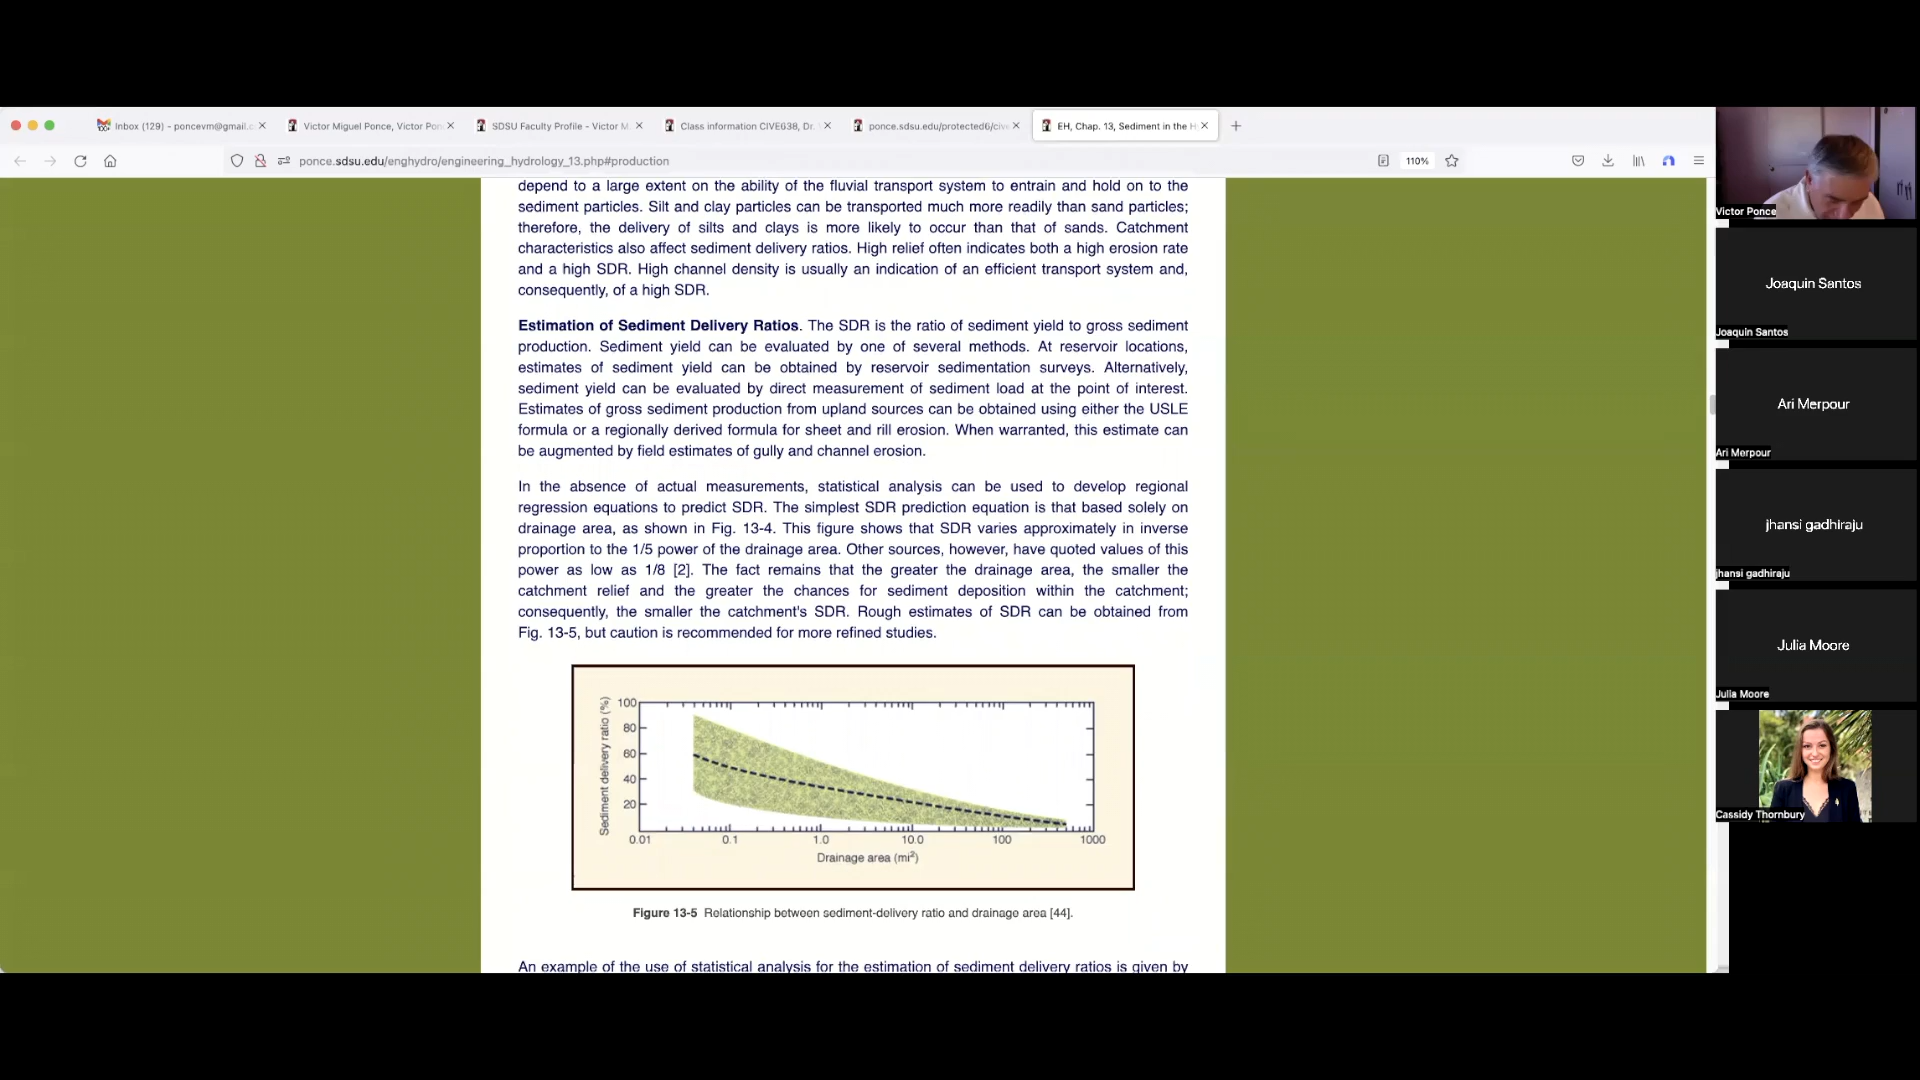 Inbox (129) - poncevm@gmail.c
Victor Miguel Ponce, Victor Pon
SDSU Faculty Profile - Victor M
Class information CIVE638, Dr.
ponce.sdsu.edu/protected6/civ
EH, Chap. 13, Sediment in the H
ponce.sdsu.edu/enghydro/engineering_hydrology_13.php#production
110%
depend to a large extent on the ability of the fluvial transport system to entrain and hold on to the
sediment particles. Silt and clay particles can be transported much more readily than sand particles;
therefore, the delivery of silts and clays is more likely to occur than that of sands. Catchment
characteristics also affect sediment delivery ratios. High relief often indicates both a high erosion rate
and a high SDR. High channel density is usually an indication of an efficient transport system and,
consequently, of a high SDR.
Estimation of Sediment Delivery Ratios. The SDR is the ratio of sediment yield to gross sediment
production. Sediment yield can be evaluated by one of several methods. At reservoir locations,
estimates of sediment yield can be obtained by reservoir sedimentation surveys. Alternatively,
sediment yield can be evaluated by direct measurement of sediment load at the point of interest.
Estimates of gross sediment production from upland sources can be obtained using either the USLE
formula or a regionally derived formula for sheet and rill erosion. When warranted, this estimate can
be augmented by field estimates of gully and channel erosion.
In the absence of actual measurements, statistical analysis can be used to develop regional
regression equations to predict SDR. The simplest SDR prediction equation is that based solely on
drainage area, as shown in Fig. 13-4. This figure shows that SDR varies approximately in inverse
proportion to the 1/5 power of the drainage area. Other sources, however, have quoted values of this
power as low as 1/8 [2]. The fact remains that the greater the drainage area, the smaller the
catchment relief and the greater the chances for sediment deposition within the catchment;
consequently, the smaller the catchment's SDR. Rough estimates of SDR can be obtained from
Fig. 13-5, but caution is recommended for more refined studies.
Sediment delivery ratio (%)
100
80
60
40
20
0.01 0.1 1.0 10.0 100 1000
Drainage area (mi²)
Figure 13-5 Relationship between sediment-delivery ratio and drainage area [44].
An example of the use of statistical analysis for the estimation of sediment delivery ratios is given by
Victor Ponce
Joaquin Santos
Joaquin Santos
Ari Merpour
Ari Merpour
jhansi gadhiraju
jhansi gadhiraju
Julia Moore
Julia Moore
Cassidy Thornbury